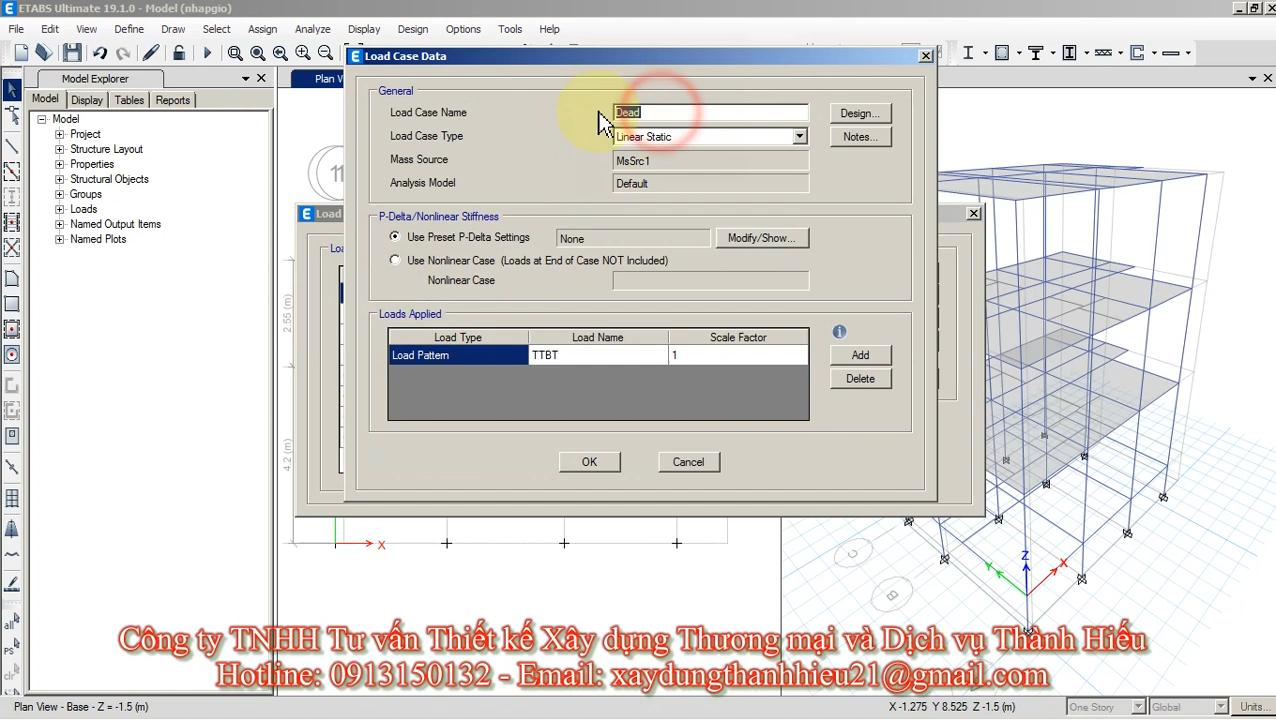 ETABS Ultimate 19.1.0 - Model (nhapgio)
File Edit View Define Draw Select Assign Analyze Display Design Options Tools Help
Model Explorer
Plan V
Model Display Tables Reports
Model
Project
Structure Layout
Properties
Structural Objects
Groups
Loads
Named Output Items
Named Plots
Load Case Data
General
Load Case Name Dead Design...
Load Case Type Linear Static Notes...
Mass Source MsSrc1
Analysis Model Default
P-Delta/Nonlinear Stiffness
Use Preset P-Delta Settings None Modify/Show...
Use Nonlinear Case (Loads at End of Case NOT Included)
Nonlinear Case
Loads Applied
Load Type Load Name Scale Factor
Load Pattern TTBT 1
Add
Delete
OK Cancel
2.55 (m)
4.2 (m)
X
Z
Y
X
C
B
Công ty TNHH Tư vấn Thiết kế Xây dựng Thương mại và Dịch vụ Thành Hiếu
Hotline: 0913150132 - Email: xaydungthanhhieu21@gmail.com
Plan View - Base - Z = -1.5 (m) X -1.275 Y 8.525 Z -1.5 (m) One Story Global Units...